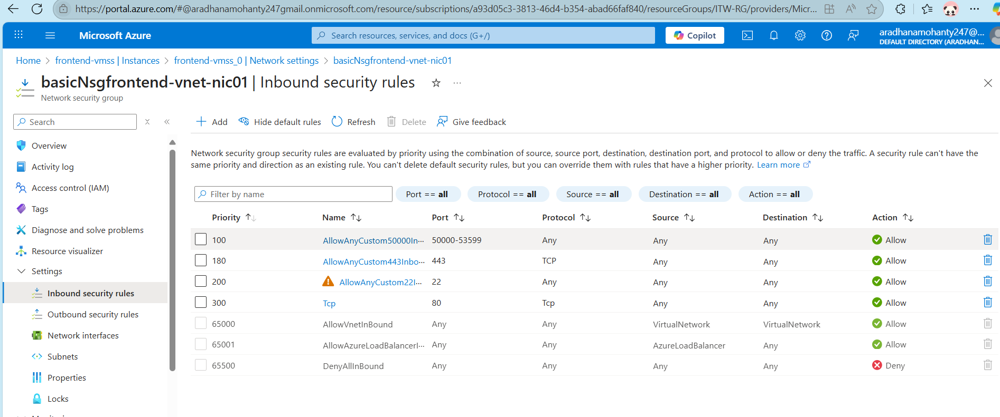 https://portal.azure.com/#@aradhanamohanty247gmail.onmicrosoft.com/resource/subscriptions/a93d05c3-3813-46d4-b354-abad66faf840/resourceGroups/ITW-RG/providers/Micr...
Microsoft Azure
Search resources, services, and docs (G+/)
Copilot
aradhanamohanty247@...
DEFAULT DIRECTORY (ARADHAN...
Home > frontend-vmss | Instances > frontend-vmss_0 | Network settings > basicNsgfrontend-vnet-nic01
basicNsgfrontend-vnet-nic01 | Inbound security rules
Network security group
Search
Overview
Activity log
Access control (IAM)
Tags
Diagnose and solve problems
Resource visualizer
Settings
Inbound security rules
Outbound security rules
Network interfaces
Subnets
Properties
Locks
Add Hide default rules Refresh Delete Give feedback
Network security group security rules are evaluated by priority using the combination of source, source port, destination, destination port, and protocol to allow or deny the traffic. A security rule can't have the
same priority and direction as an existing rule. You can't delete default security rules, but you can override them with rules that have a higher priority. Learn more
Filter by name Port == all Protocol == all Source == all Destination == all Action == all
Priority Name Port Protocol Source Destination Action
100 AllowAnyCustom50000In... 50000-53599 Any Any Any Allow
180 AllowAnyCustom443Inbo... 443 TCP Any Any Allow
200 AllowAnyCustom22I... 22 Any Any Any Allow
300 Tcp 80 Tcp Any Any Allow
65000 AllowVnetInBound Any Any VirtualNetwork VirtualNetwork Allow
65001 AllowAzureLoadBalancerI... Any Any AzureLoadBalancer Any Allow
65500 DenyAllInBound Any Any Any Any Deny